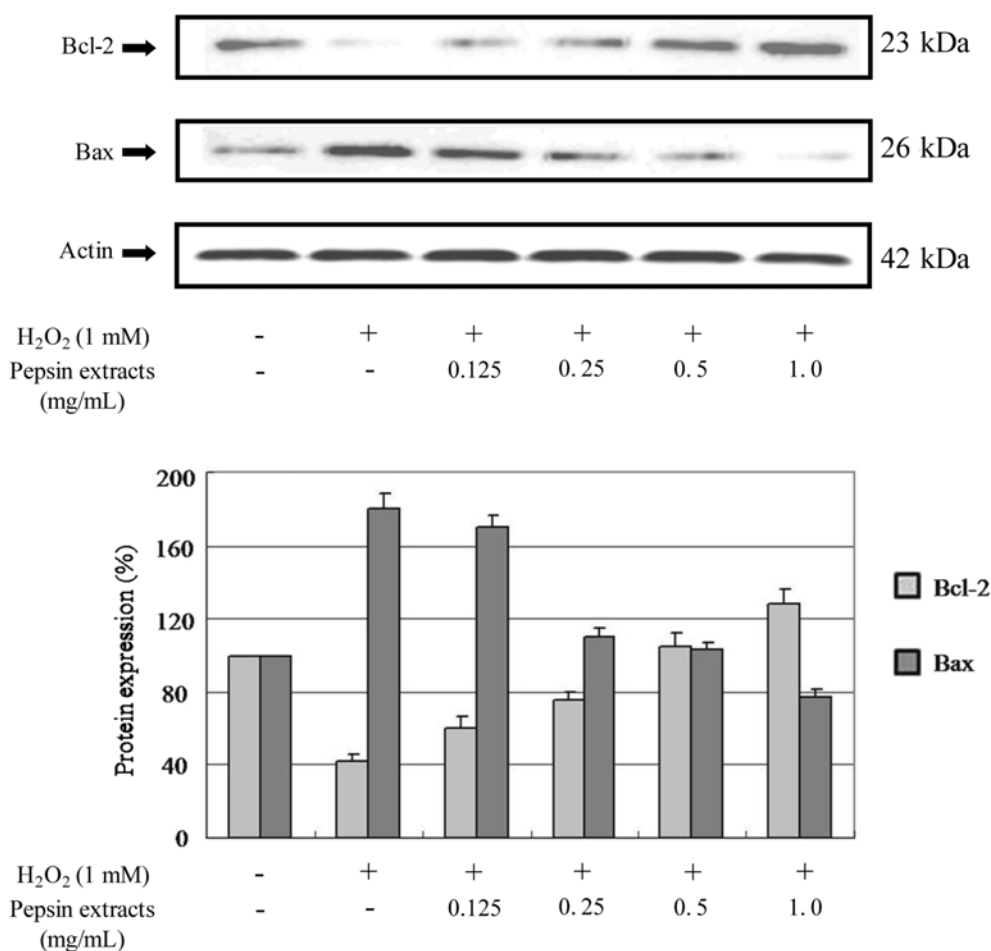 Bcl-2 23 kDa
Bax 26 kDa
Actin 42 kDa
H₂O₂ (1 mM) - + + + + +
Pepsin extracts - - 0.125 0.25 0.5 1.0
(mg/mL)
Protein expression (%)
200
160
120
80
40
0
Bcl-2
Bax
H₂O₂ (1 mM) - + + + + +
Pepsin extracts - - 0.125 0.25 0.5 1.0
(mg/mL)